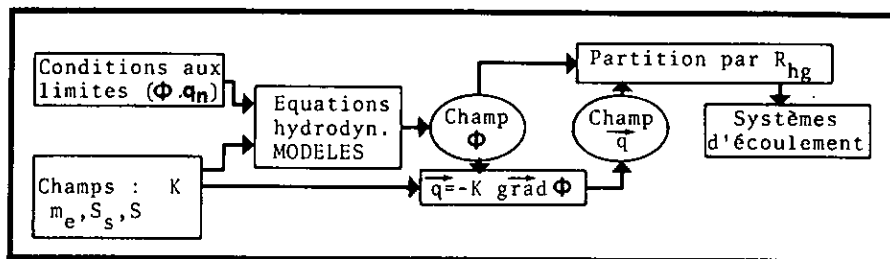 Conditions aux
limites (Φ.qn)
Champs : K
me,Ss,S
Equations
hydrodyn.
MODELES
Champ
Φ
q=-K grad Φ
Champ
q
Partition par Rhg
Systèmes
d'écoulement